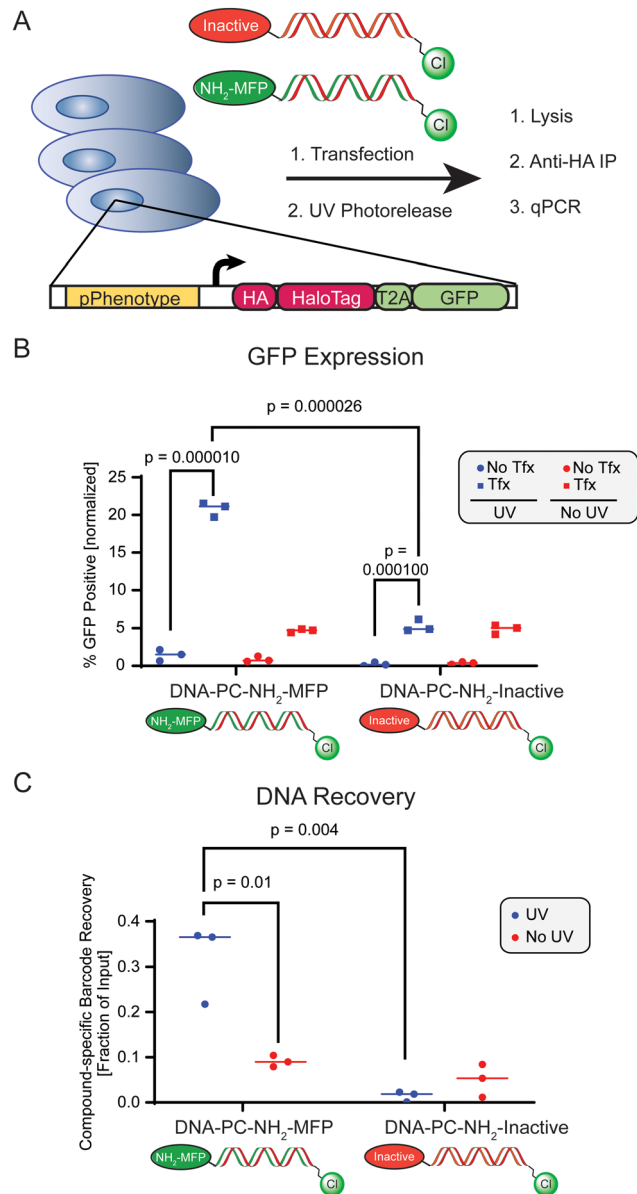 A
Inactive
Cl
NH2-MFP
Cl
1. Transfection
2. UV Photorelease
1. Lysis
2. Anti-HA IP
3. qPCR
pPhenotype
HA
HaloTag
T2A
GFP
B
GFP Expression
p = 0.000026
p = 0.000010
p =
0.000100
No Tfx
Tfx
UV
No Tfx
Tfx
No UV
% GFP Positive [normalized]
25
20
15
10
5
0
DNA-PC-NH2-MFP
DNA-PC-NH2-Inactive
NH2-MFP
Cl
Inactive
Cl
C
DNA Recovery
p = 0.004
p = 0.01
UV
No UV
Compound-specific Barcode Recovery
[Fraction of Input]
0.4
0.3
0.2
0.1
0.0
DNA-PC-NH2-MFP
DNA-PC-NH2-Inactive
NH2-MFP
Cl
Inactive
Cl